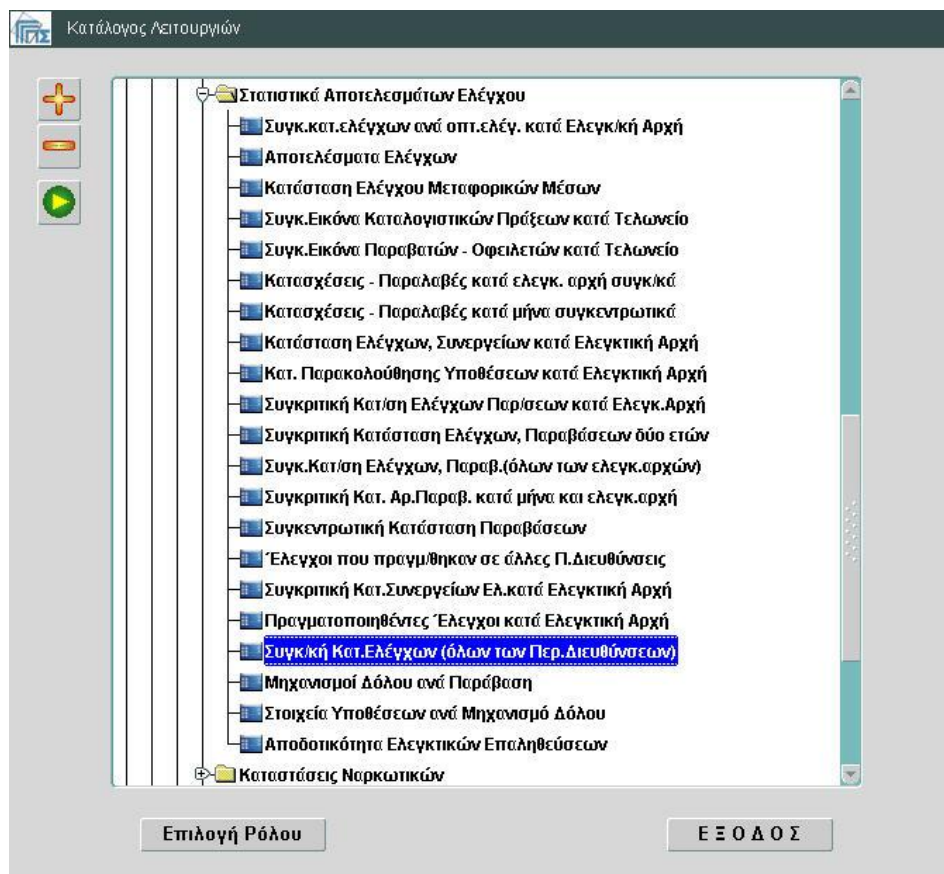 Κατάλογος Λειτουργιών
Στατιστικά Αποτελεσμάτων Ελέγχου
Συγκ.κατ.ελέγχων ανά οπτ.ελέγ. κατά Ελεγκ/κή Αρχή
Αποτελέσματα Ελέγχων
Κατάσταση Ελέγχου Μεταφορικών Μέσων
Συγκ.Εικόνα Καταλογιστικών Πράξεων κατά Τελωνείο
Συγκ.Εικόνα Παραβατών - Οφειλετών κατά Τελωνείο
Κατασχέσεις - Παραλαβές κατά ελεγκ. αρχή συγκ/κά
Κατασχέσεις - Παραλαβές κατά μήνα συγκεντρωτικά
Κατάσταση Ελέγχων, Συνεργείων κατά Ελεγκτική Αρχή
Κατ. Παρακολούθησης Υποθέσεων κατά Ελεγκτική Αρχή
Συγκριτική Κατ/ση Ελέγχων Παρ/σεων κατά Ελεγκ.Αρχή
Συγκριτική Κατάσταση Ελέγχων, Παραβάσεων δύο ετών
Συγκ.Κατ/ση Ελέγχων, Παραβ.(όλων των ελεγκ.αρχών)
Συγκριτική Κατ. Αρ.Παραβ. κατά μήνα και ελεγκ.αρχή
Συγκεντρωτική Κατάσταση Παραβάσεων
Έλεγχοι που πραγμ/θηκαν σε άλλες Π.Διευθύνσεις
Συγκριτική Κατ.Συνεργείων Ελ.κατά Ελεγκτική Αρχή
Πραγματοποιηθέντες Έλεγχοι κατά Ελεγκτική Αρχή
Συγκ/κή Κατ.Ελέγχων (όλων των Περ.Διευθύνσεων)
Μηχανισμοί Δόλου ανά Παράβαση
Στοιχεία Υποθέσεων ανά Μηχανισμό Δόλου
Αποδοτικότητα Ελεγκτικών Επαληθεύσεων
Καταστάσεις Ναρκωτικών
Επιλογή Ρόλου
Ε Ξ Ο Δ Ο Σ